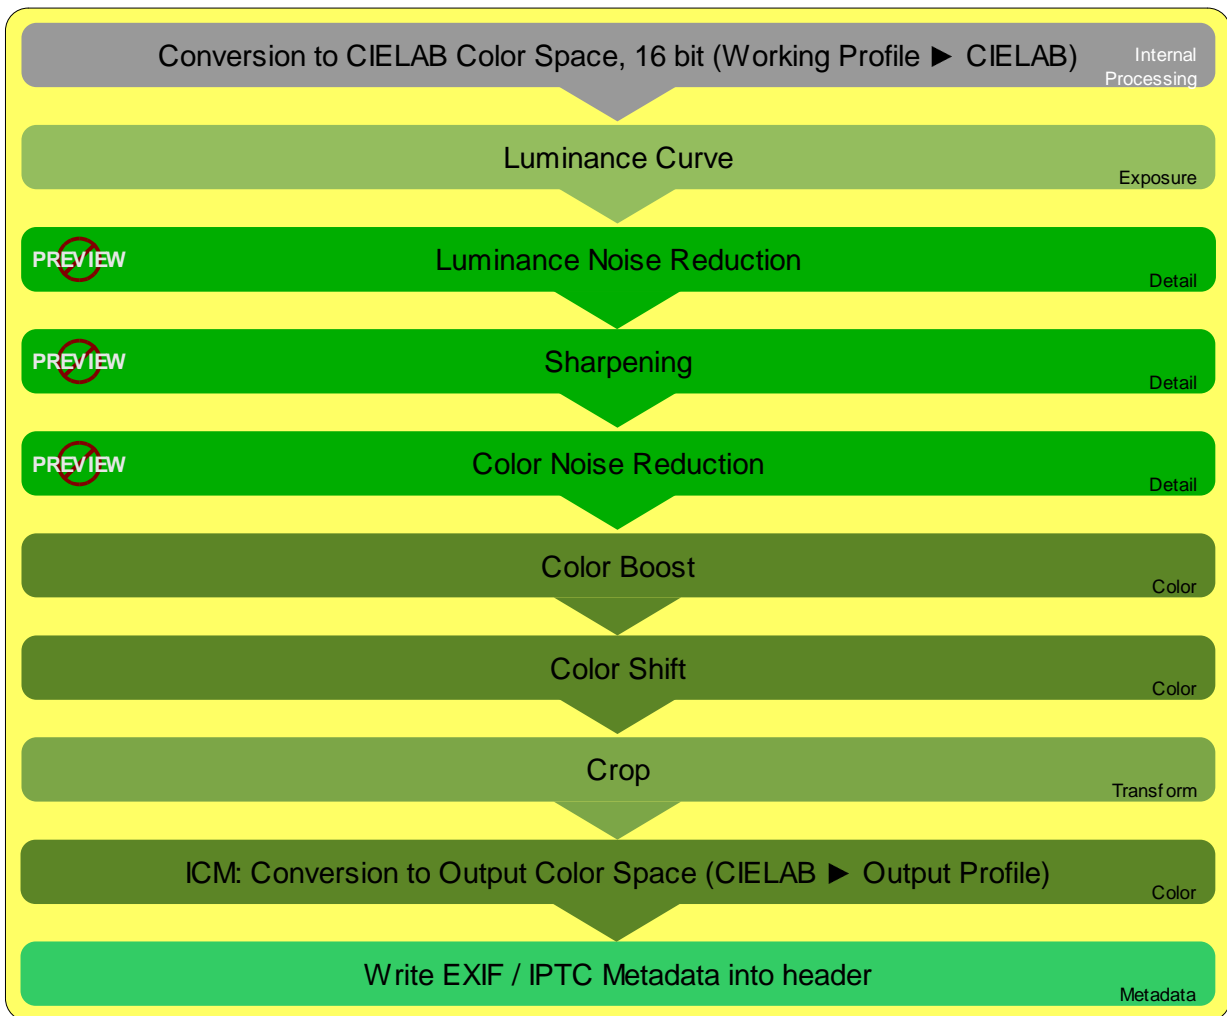 Conversion to CIELAB Color Space, 16 bit (Working Profile ► CIELAB)
Internal
Processing
Luminance Curve
Exposure
PREVIEW
Luminance Noise Reduction
Detail
PREVIEW
Sharpening
Detail
PREVIEW
Color Noise Reduction
Detail
Color Boost
Color
Color Shift
Color
Crop
Transform
ICM: Conversion to Output Color Space (CIELAB ► Output Profile)
Color
Write EXIF / IPTC Metadata into header
Metadata